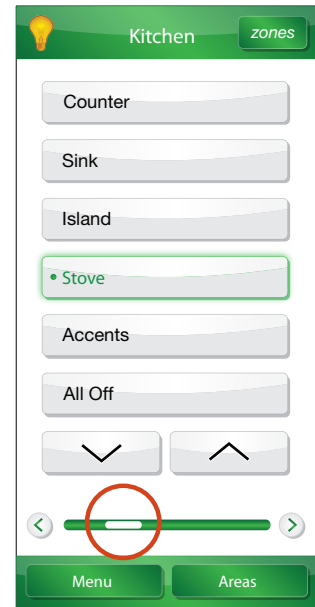 Kitchen
zones
Counter
Sink
Island
Stove
Accents
All Off
Menu
Areas